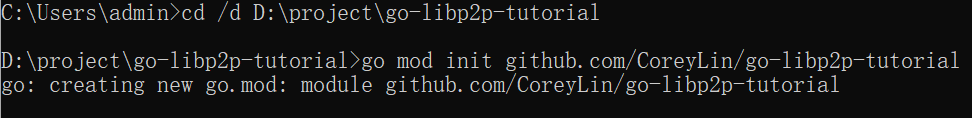 C:\Users\admin>cd /d D:\project\go-libp2p-tutorial
D:\project\go-libp2p-tutorial>go mod init github.com/CoreyLin/go-libp2p-tutorial
go: creating new go.mod: module github.com/CoreyLin/go-libp2p-tutorial